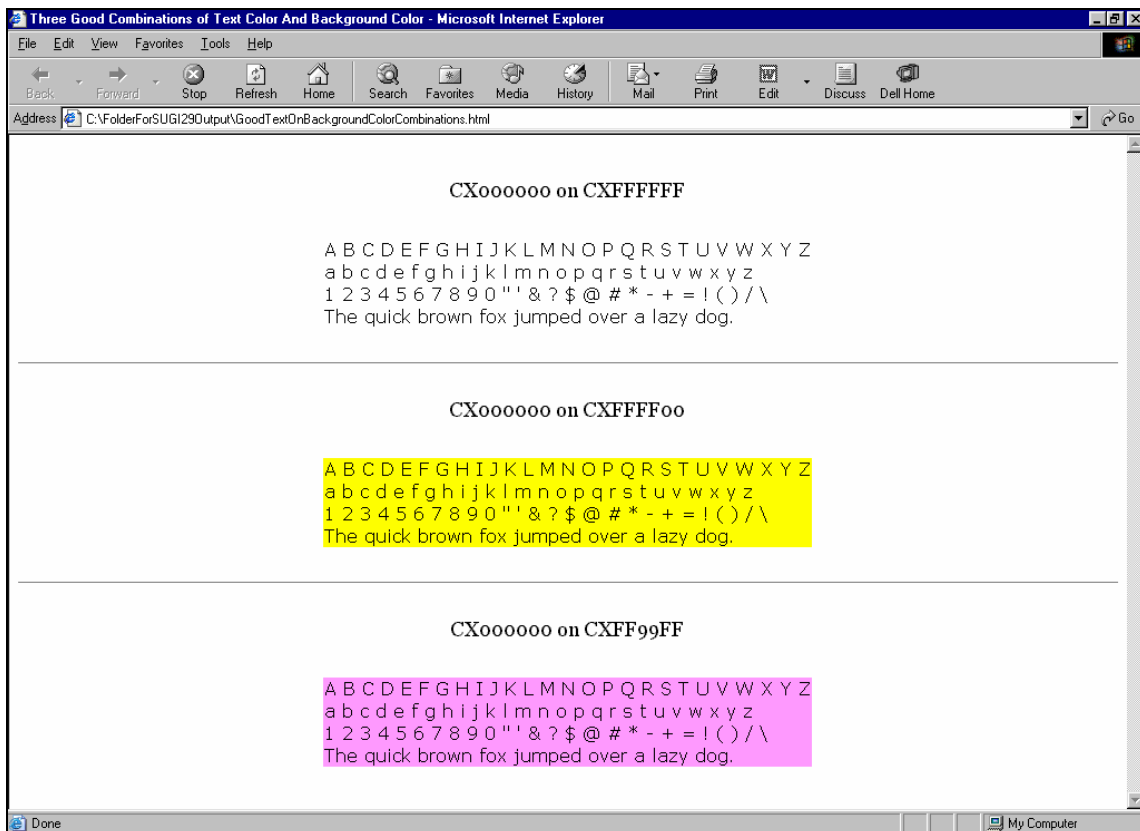 Three Good Combinations of Text Color And Background Color - Microsoft Internet Explorer
File Edit View Favorites Tools Help
Back Forward Stop Refresh Home Search Favorites Media History Mail Print Edit Discuss Dell Home
Address C:\FolderForSUGI29Output\GoodTextOnBackgroundColorCombinations.html Go
CX000000 on CXFFFFFF
A B C D E F G H I J K L M N O P Q R S T U V W X Y Z
a b c d e f g h i j k l m n o p q r s t u v w x y z
1 2 3 4 5 6 7 8 9 0 " ' & ? $ @ # * - + = ! ( ) / \
The quick brown fox jumped over a lazy dog.
CX000000 on CXFFFF00
A B C D E F G H I J K L M N O P Q R S T U V W X Y Z
a b c d e f g h i j k l m n o p q r s t u v w x y z
1 2 3 4 5 6 7 8 9 0 " ' & ? $ @ # * - + = ! ( ) / \
The quick brown fox jumped over a lazy dog.
CX000000 on CXFF99FF
A B C D E F G H I J K L M N O P Q R S T U V W X Y Z
a b c d e f g h i j k l m n o p q r s t u v w x y z
1 2 3 4 5 6 7 8 9 0 " ' & ? $ @ # * - + = ! ( ) / \
The quick brown fox jumped over a lazy dog.
Done My Computer